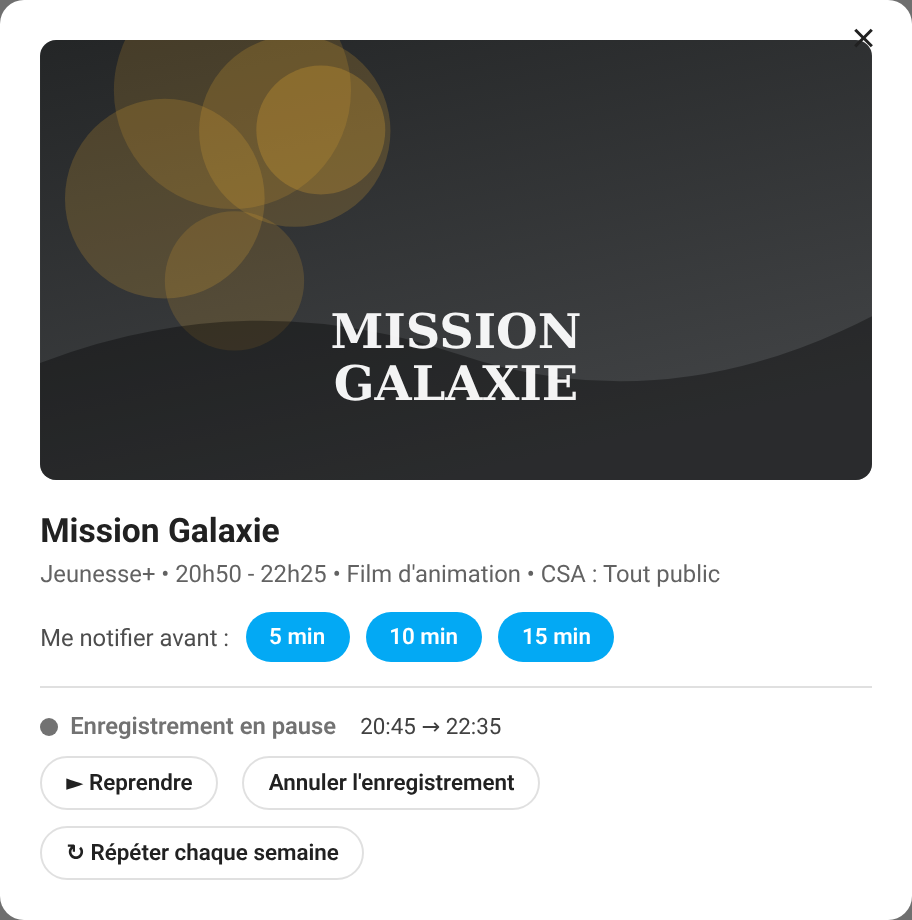 MISSION
GALAXIE
Mission Galaxie
Jeunesse+ • 20h50 - 22h25 • Film d'animation • CSA : Tout public
Me notifier avant : 5 min 10 min 15 min
Enregistrement en pause 20:45 → 22:35
► Reprendre Annuler l'enregistrement
↻ Répéter chaque semaine